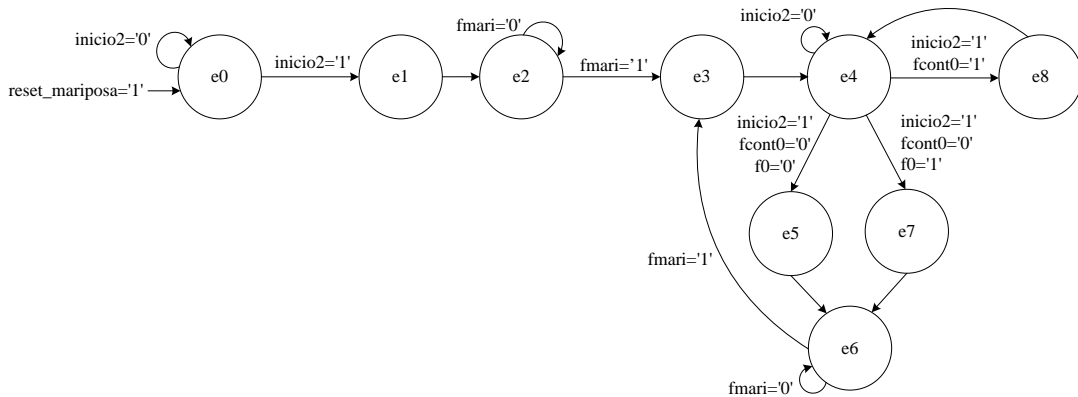 inicio2='0'
fmari='0'
inicio2='0'
inicio2='1'
fcont0='1'
e0
inicio2='1'
e1
e2
fmari='1'
e3
e4
e8
reset_mariposa='1'
inicio2='1'
fcont0='0'
f0='0'
inicio2='1'
fcont0='0'
f0='1'
e5
e7
fmari='1'
e6
fmari='0'